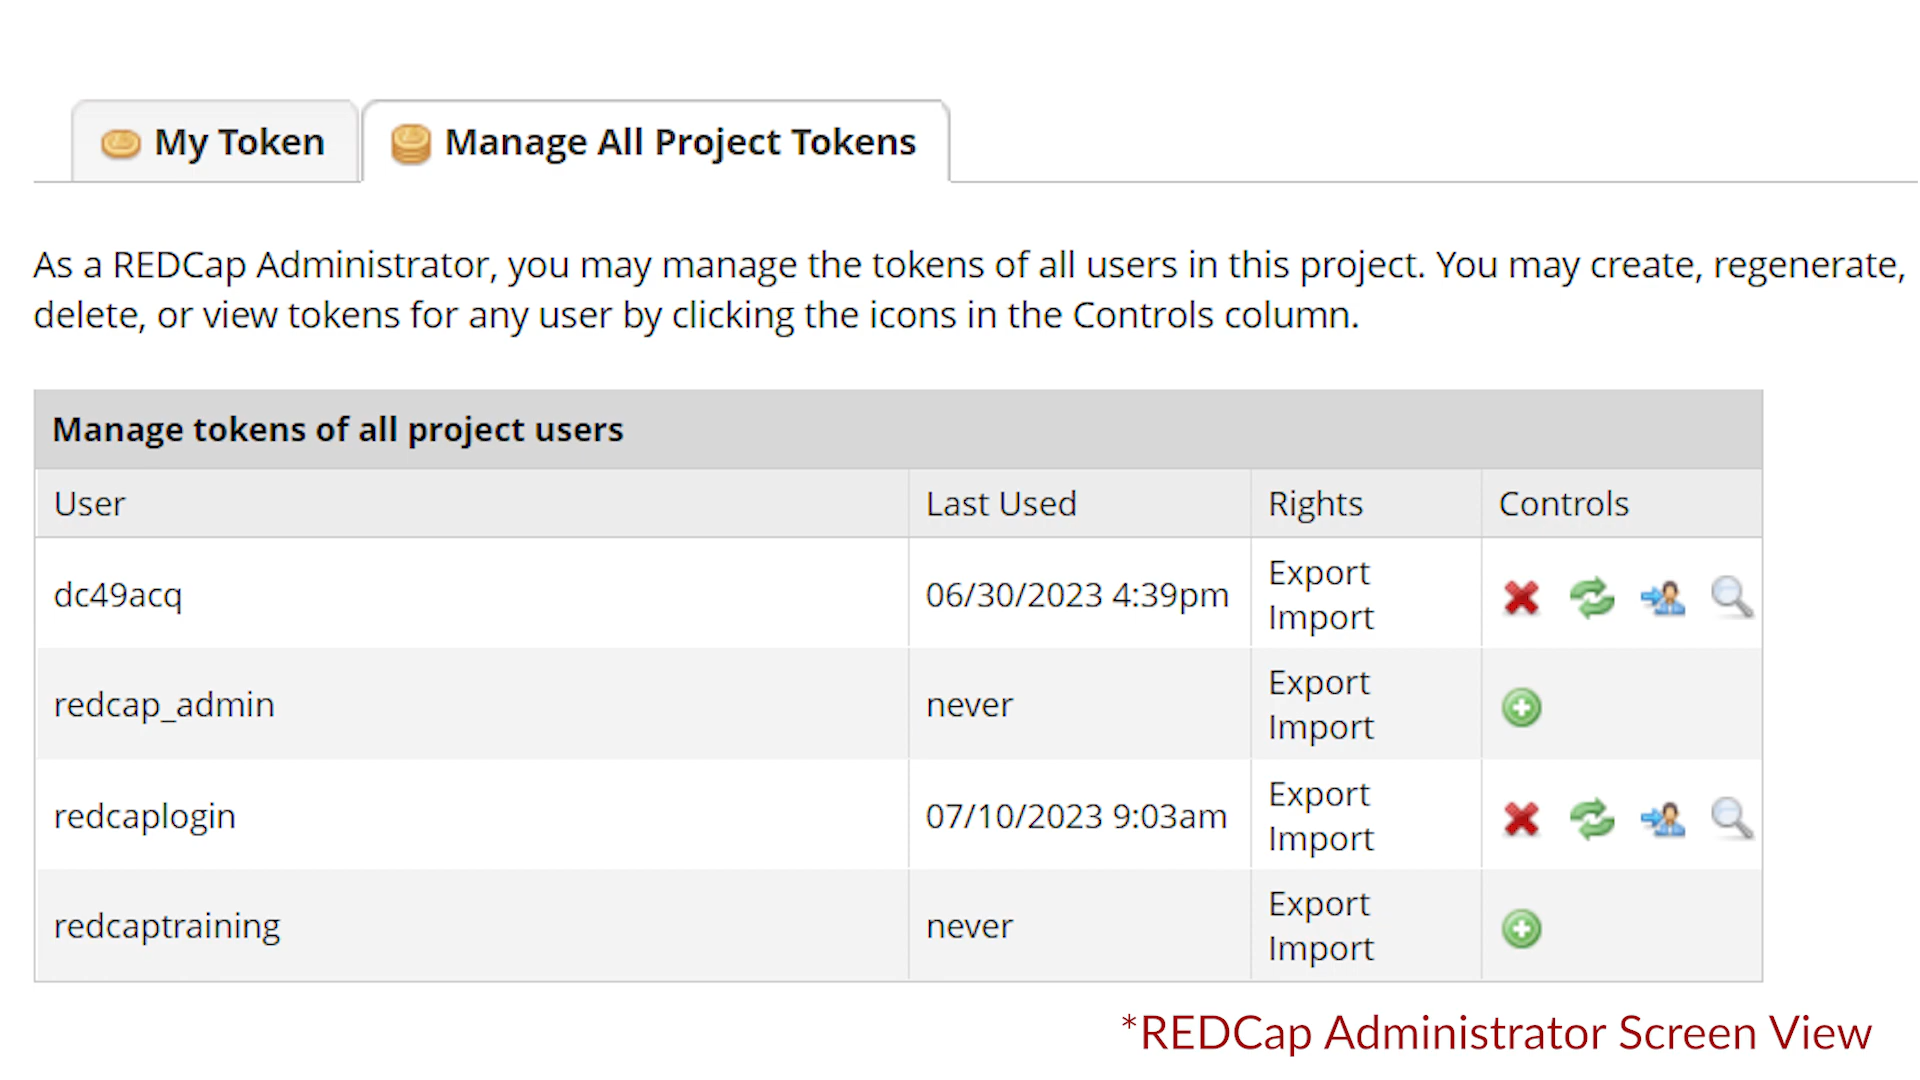 My Token
Manage All Project Tokens
As a REDCap Administrator, you may manage the tokens of all users in this project. You may create, regenerate,
delete, or view tokens for any user by clicking the icons in the Controls column.
Manage tokens of all project users
User Last Used Rights Controls
dc49acq 06/30/2023 4:39pm Export
Import
redcap_admin never Export
Import
redcaplogin 07/10/2023 9:03am Export
Import
redcaptraining never Export
Import
*REDCap Administrator Screen View